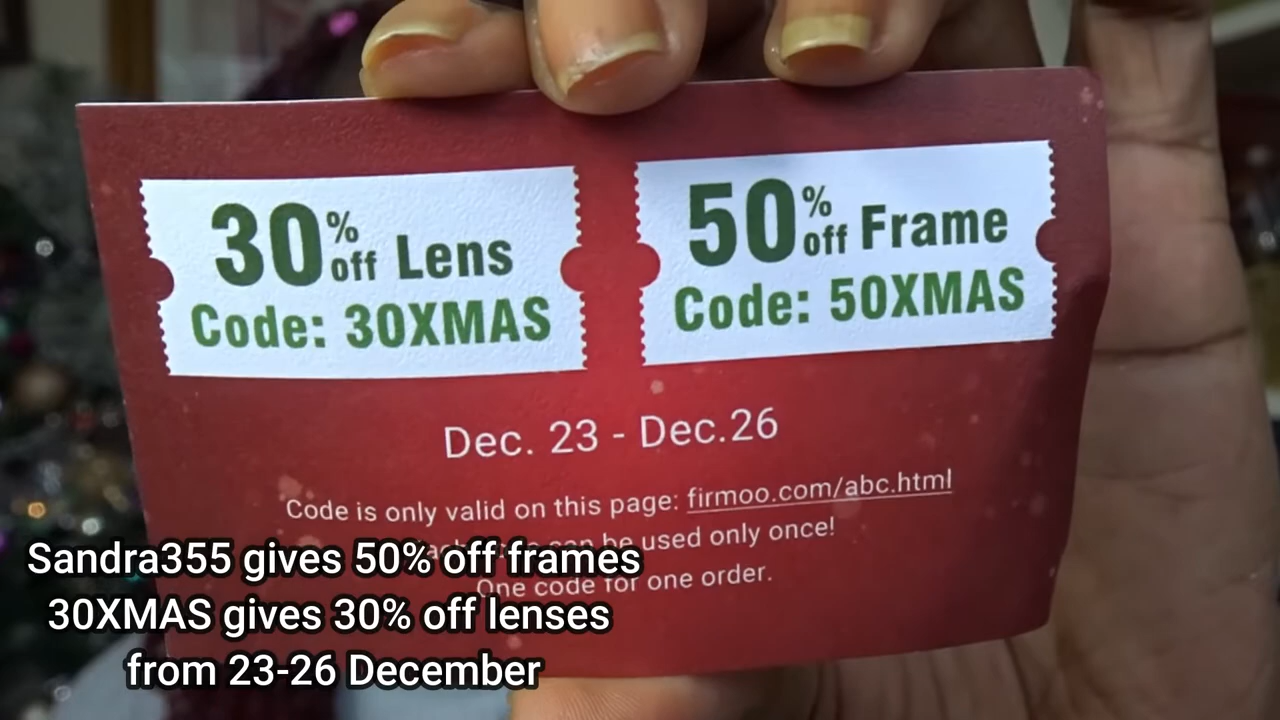 30% off Lens
Code: 30XMAS
50% off Frame
Code: 50XMAS
Dec. 23 - Dec.26
Code is only valid on this page: firmoo.com/abc.html
can be used only once!
One code for one order.
Sandra355 gives 50% off frames
30XMAS gives 30% off lenses
from 23-26 December